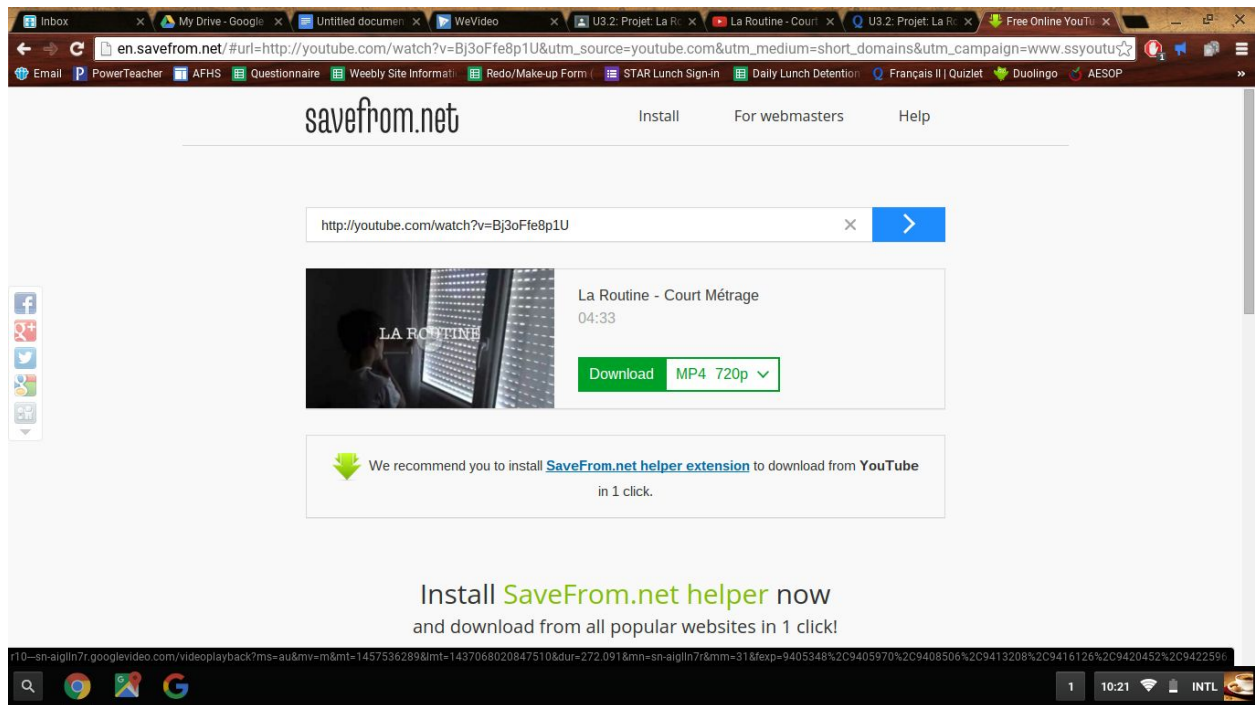 Inbox
My Drive - Google
Untitled documen
WeVideo
U3.2: Projet: La Ro
La Routine - Court
U3.2: Projet: La Ro
Free Online YouTu
en.savefrom.net/#url=http://youtube.com/watch?v=Bj3oFfe8p1U&utm_source=youtube.com&utm_medium=short_domains&utm_campaign=www.ssyoutu
Email
PowerTeacher
AFHS
Questionnaire
Weebly Site Informati
Redo/Make-up Form (
STAR Lunch Sign-in
Daily Lunch Detention
Français II | Quizlet
Duolingo
AESOP
»
savefrom.net
Install
For webmasters
Help
http://youtube.com/watch?v=Bj3oFfe8p1U
LA ROUTINE
La Routine - Court Métrage
04:33
Download MP4 720p
We recommend you to install SaveFrom.net helper extension to download from YouTube
in 1 click.
Install SaveFrom.net helper now
and download from all popular websites in 1 click!
r10---sn-aiglln7r.googlevideo.com/videoplayback?ms=au&mv=m&mt=1457536289&lmt=1437068020847510&dur=272.091&mn=sn-aiglln7r&mm=31&fexp=9405348%2C9405970%2C9408506%2C9413208%2C9416126%2C9420452%2C9422596
1
10:21
INTL